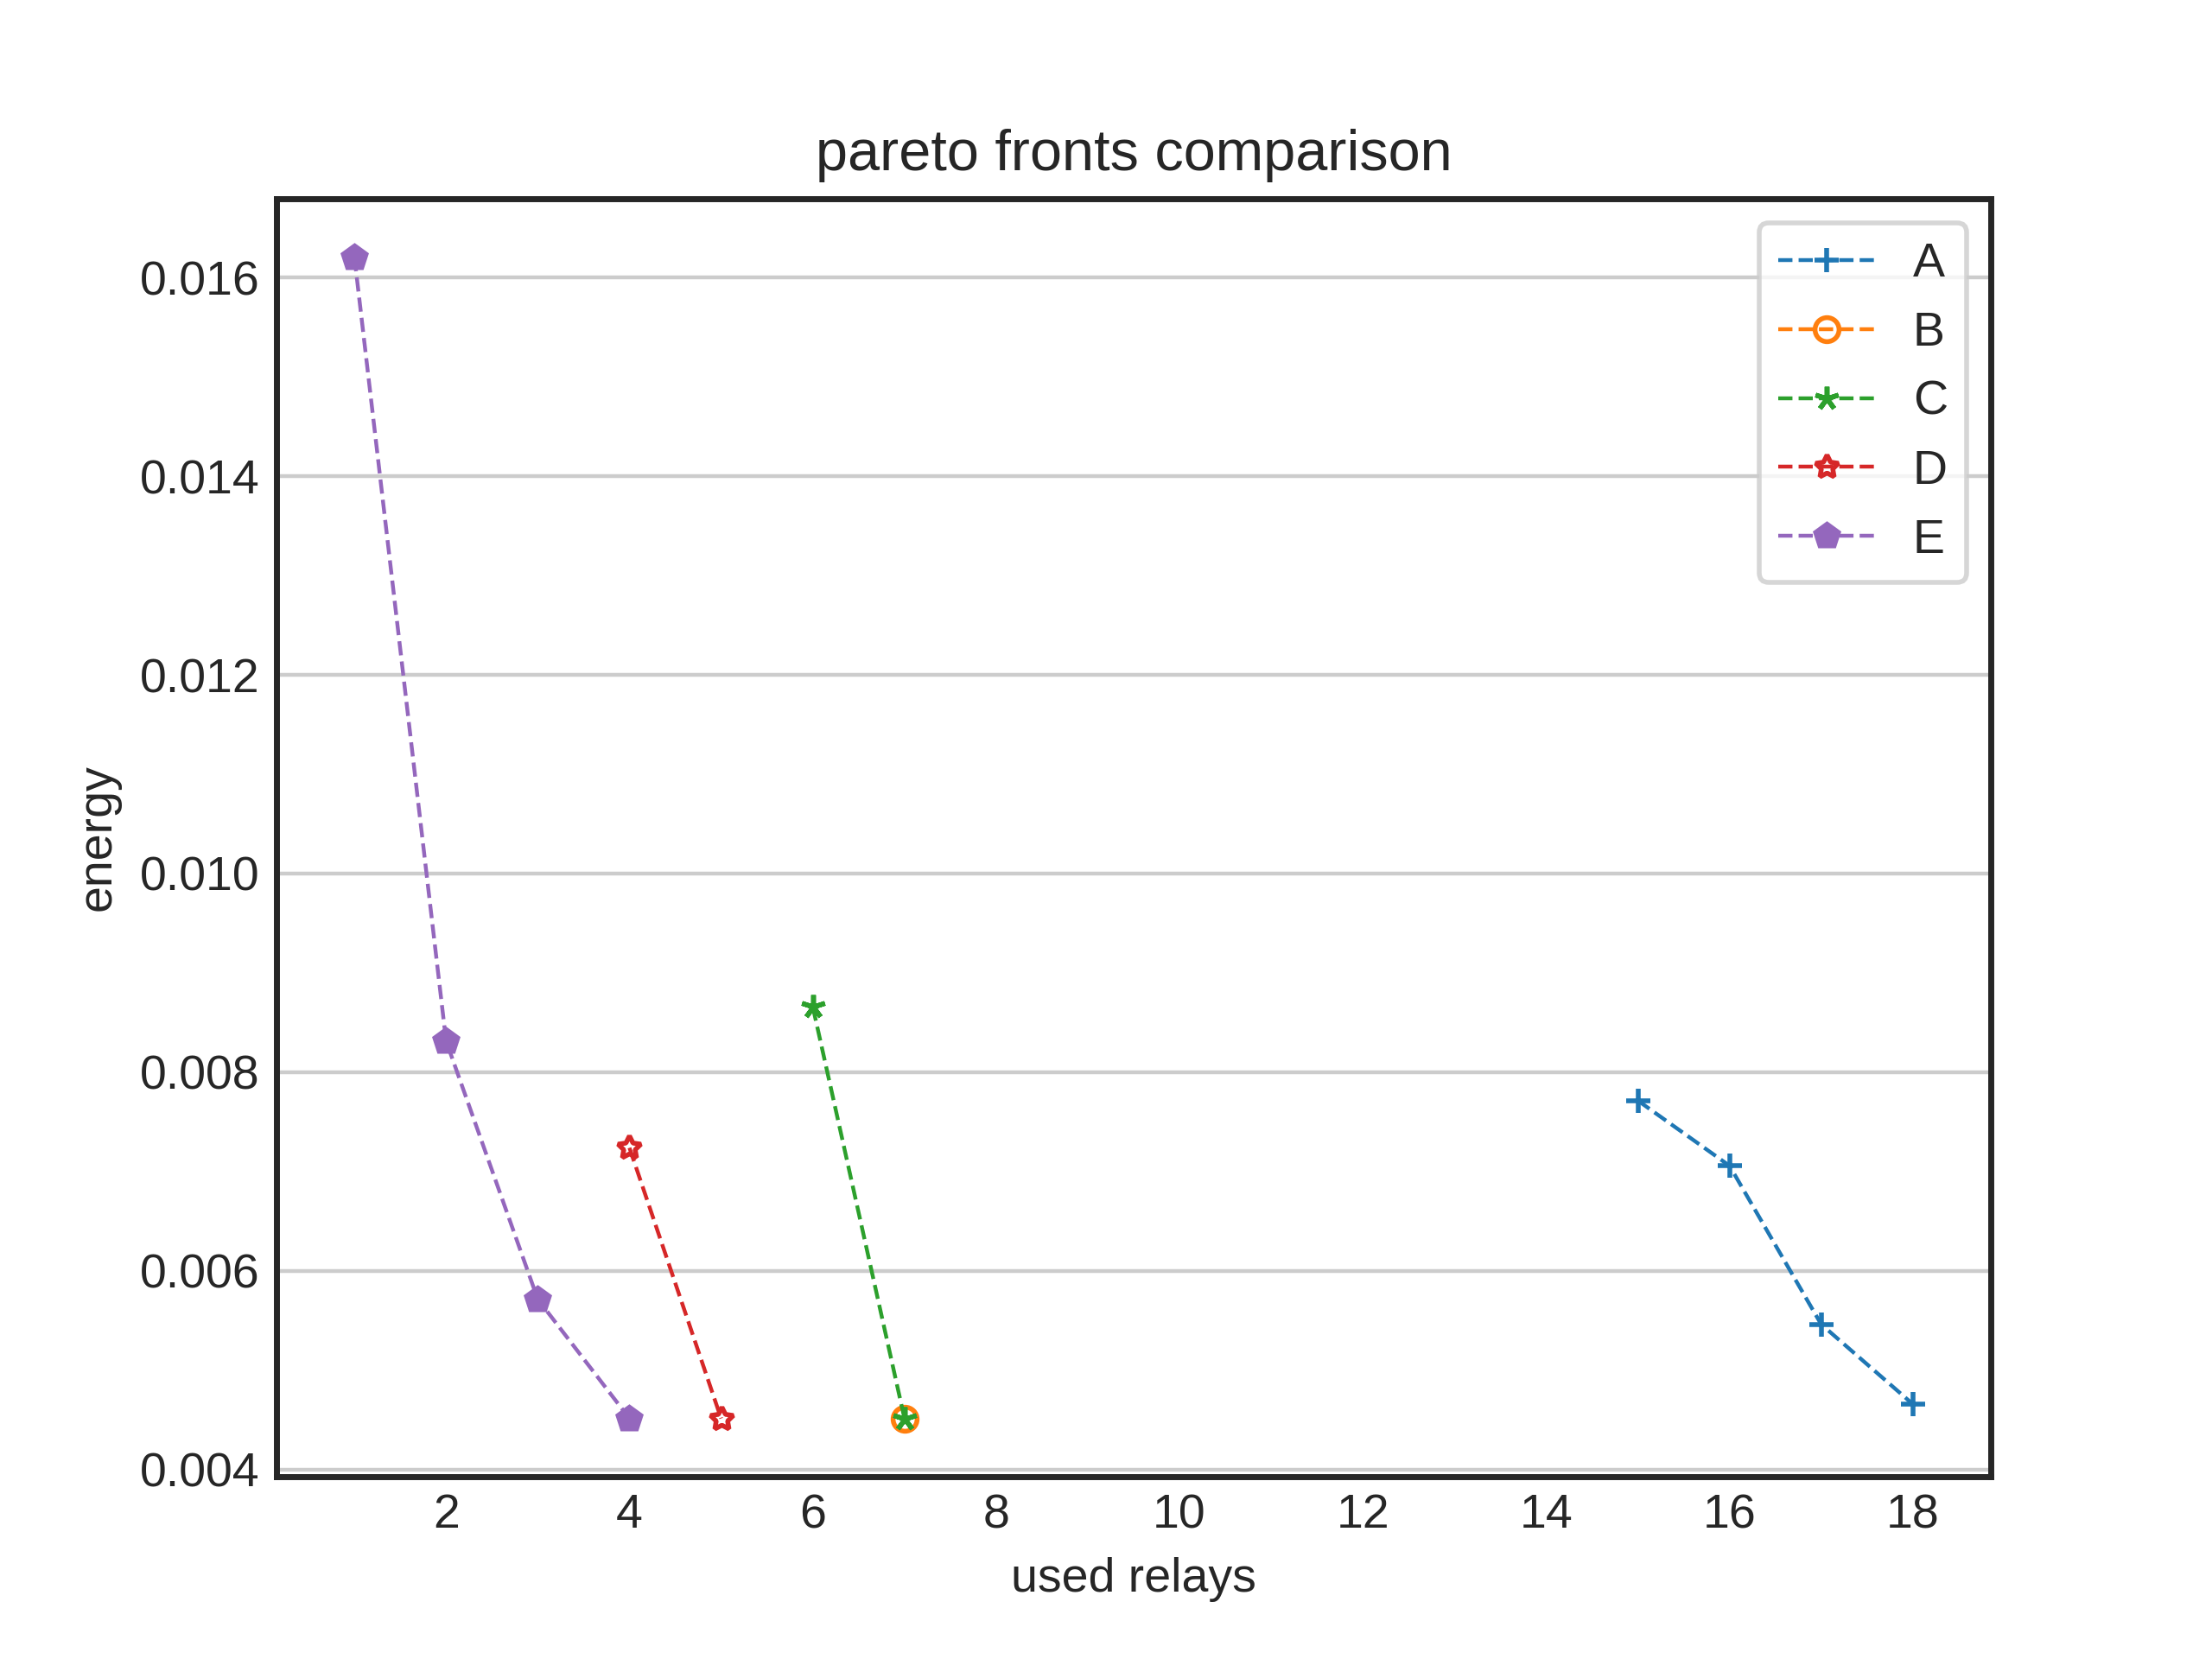 pareto fronts comparison
A
B
C
D
E
0.016
0.014
0.012
0.010
0.008
0.006
0.004
energy
2 4 6 8 10 12 14 16 18
used relays